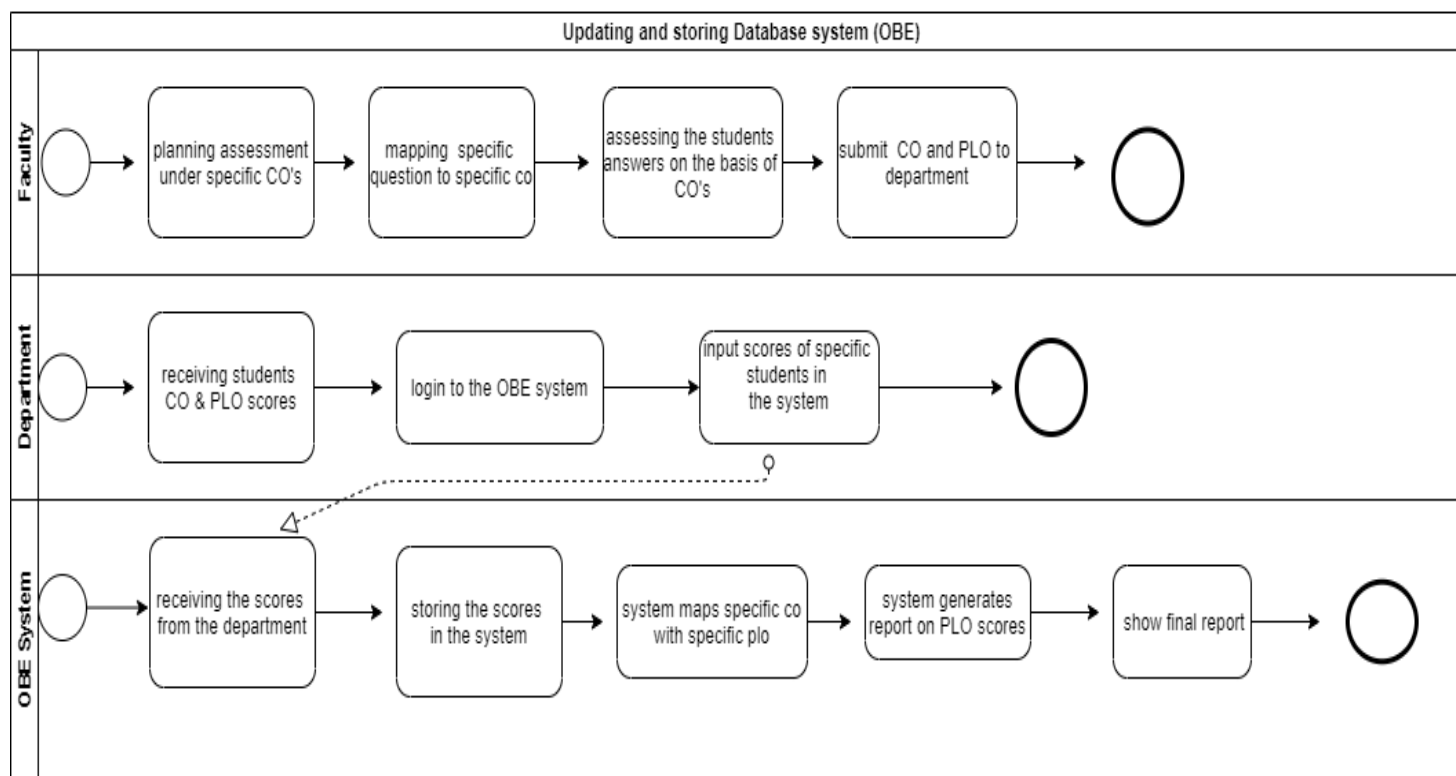 Updating and storing Database system (OBE)
Faculty
planning assessment
under specific CO's
mapping specific
question to specific co
assessing the students
answers on the basis of
CO's
submit CO and PLO to
department
Department
receiving students
CO & PLO scores
login to the OBE system
input scores of specific
students in
the system
OBE System
receiving the scores
from the department
storing the scores
in the system
system maps specific co
with specific plo
system generates
report on PLO scores
show final report